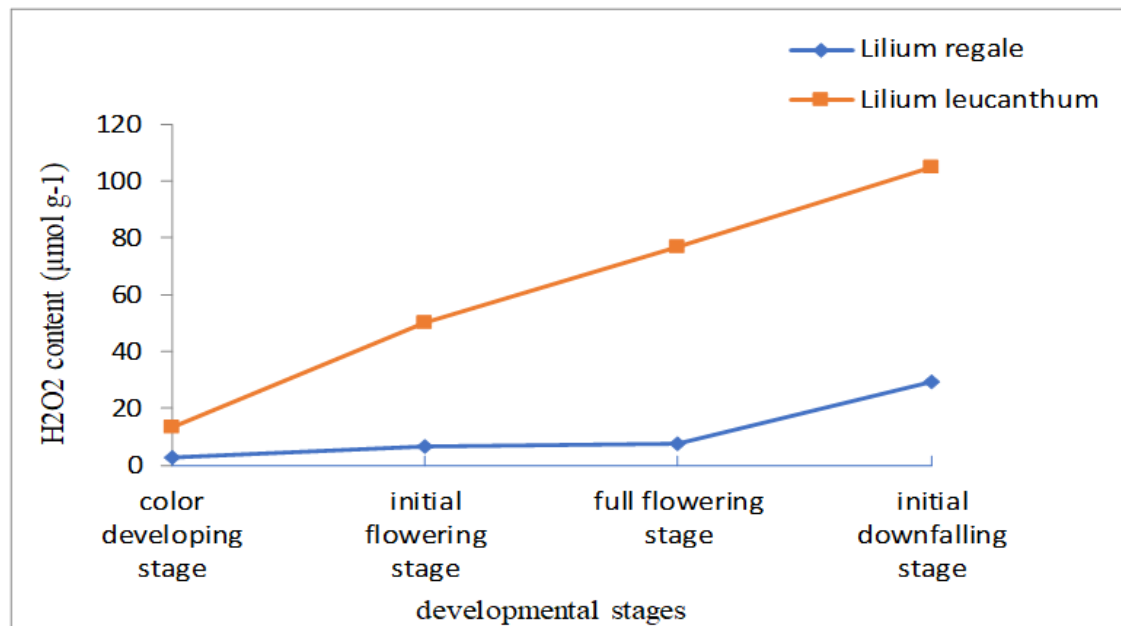 Lilium regale
Lilium leucanthum
120
100
80
60
40
20
0
H2O2 content (μmol g-1)
color
developing
stage
initial
flowering
stage
full flowering
stage
initial
downfalling
stage
developmental stages